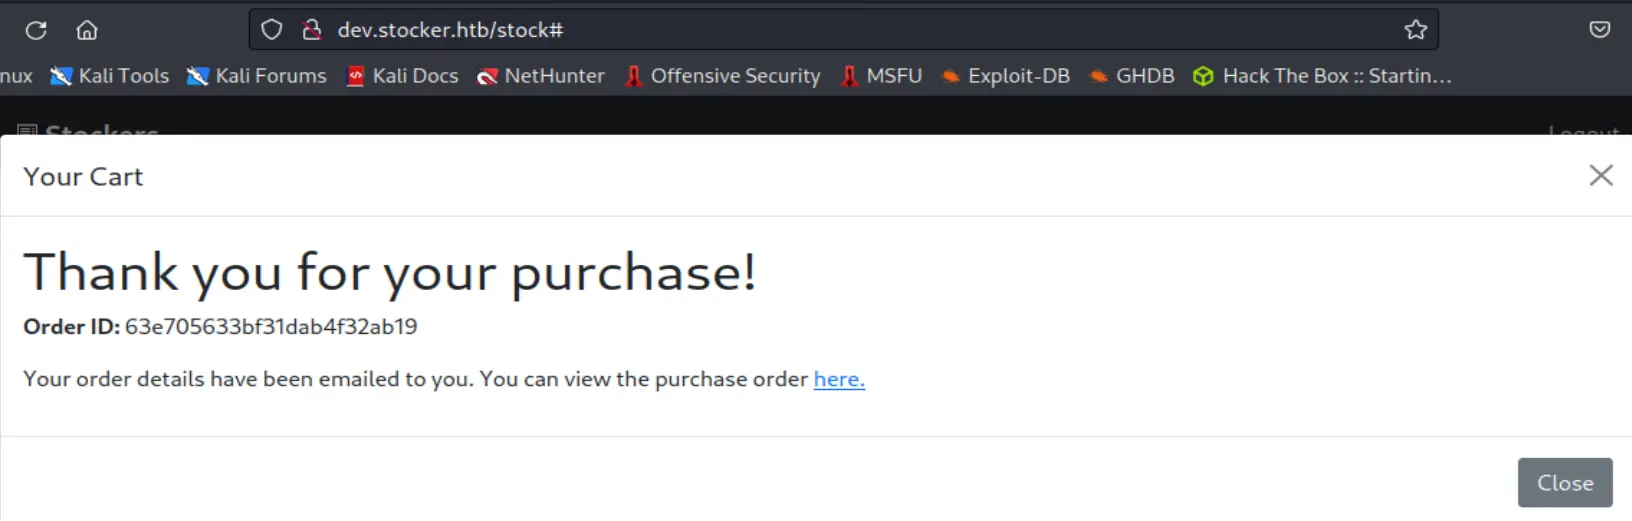 dev.stocker.htb/stock#
nux Kali Tools Kali Forums Kali Docs NetHunter Offensive Security MSFU Exploit-DB GHDB Hack The Box :: Startin…
Stockers Logout
Your Cart
Thank you for your purchase!
Order ID: 63e705633bf31dab4f32ab19
Your order details have been emailed to you. You can view the purchase order here.
Close